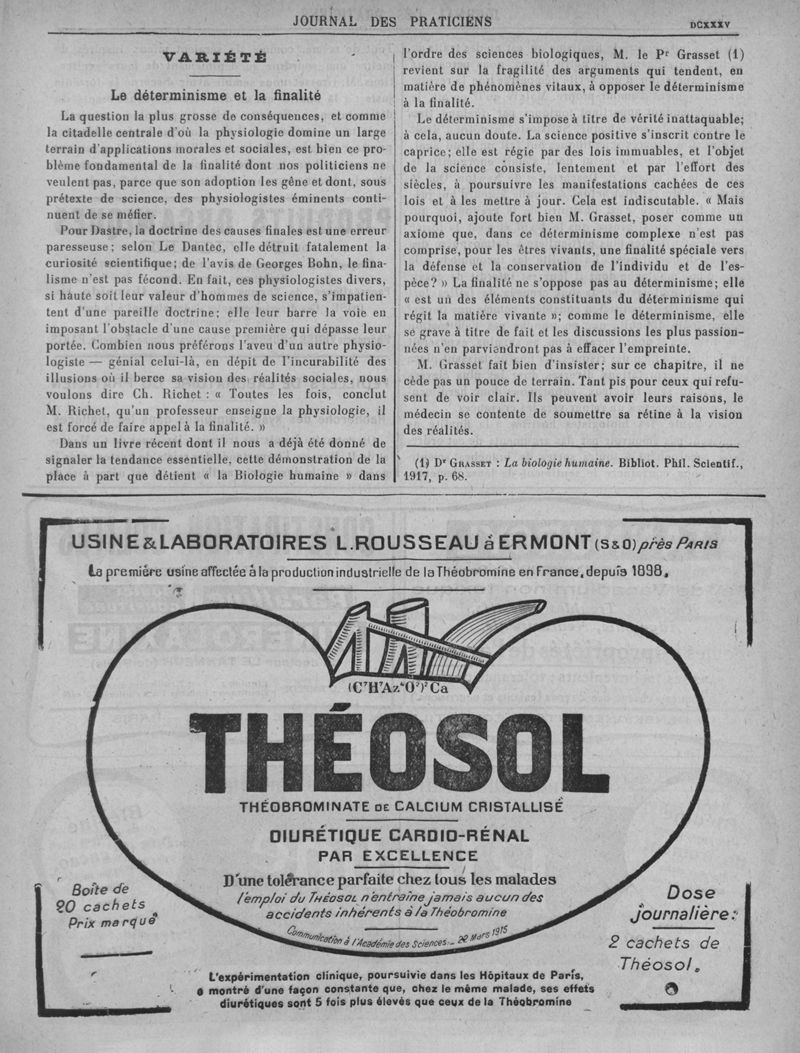 JOURNAL DES PRATICIENS
DCXXXV
VARIÉTÉ
Le déterminisme et la finalité
La question la plus grosse de conséquences, et comme
la citadelle centrale d'où la physiologie domine un large
terrain d'applications morales et sociales, est bien ce pro-
blème fondamental de la finalité dont nos politiciens ne
veulent pas, parce que son adoption les gêne et dont, sous
prétexte de science, des physiologistes éminents conti-
nuent de se méfier.
Pour Dastre, la doctrine des causes finales est une erreur
paresseuse; selon Le Dantec, elle détruit fatalement la
curiosité scientifique; de l'avis de Georges Bohn, le fina-
lisme n'est pas fécond. En fait, ces physiologistes divers,
si haute soit leur valeur d'hommes de science, s'impatien-
tent d'une pareille doctrine; elle leur barre la voie en
imposant l'obstacle d'une cause première qui dépasse leur
portée. Combien nous préférons l'aveu d'un autre physio-
logiste — génial celui-là, en dépit de l'incurabilité des
illusions où il berce sa vision des réalités sociales, nous
voulons dire Ch. Richet : « Toutes les fois, conclut
M. Richet, qu'un professeur enseigne la physiologie, il
est forcé de faire appel à la finalité. »
Dans un livre récent dont il nous a déjà été donné de
signaler la tendance essentielle, cette démonstration de la
place à part que détient « la Biologie humaine » dans
l'ordre des sciences biologiques, M. le Pr Grasset (1)
revient sur la fragilité des arguments qui tendent, en
matière de phénomènes vitaux, à opposer le déterminisme
à la finalité.
Le déterminisme s'impose à titre de vérité inattaquable;
à cela, aucun doute. La science positive s'inscrit contre le
caprice; elle est régie par des lois immuables, et l'objet
de la science consiste, lentement et par l'effort des
siècles, à poursuivre les manifestations cachées de ces
lois et à les mettre à jour. Cela est indiscutable. « Mais
pourquoi, ajoute fort bien M. Grasset, poser comme un
axiome que, dans ce déterminisme complexe n'est pas
comprise, pour les êtres vivants, une finalité spéciale vers
la défense et la conservation de l'individu et de l'es-
pèce? » La finalité ne s'oppose pas au déterminisme; elle
« est un des éléments constituants du déterminisme qui
régit la matière vivante »; comme le déterminisme, elle
se grave à titre de fait et les discussions les plus passion-
nées n'en parviendront pas à effacer l'empreinte.
M. Grasset fait bien d'insister; sur ce chapitre, il ne
cède pas un pouce de terrain. Tant pis pour ceux qui refu-
sent de voir clair. Ils peuvent avoir leurs raisons, le
médecin se contente de soumettre sa rétine à la vision
des réalités.
(1) Dr GRASSET : La biologie humaine. Bibliot. Phil. Scientif.,
1917, p. 68.
USINE & LABORATOIRES L.ROUSSEAU à ERMONT (S&O) près PARIS
La première usine affectée à la production industrielle de la Théobromine en France, depuis 1898.
(C⁷H⁷Az⁴O²)²Ca
THÉOSOL
THÉOBROMINATE DE CALCIUM CRISTALLISÉ
DIURÉTIQUE CARDIO-RÉNAL
PAR EXCELLENCE
D'une tolérance parfaite chez tous les malades
l'emploi du THÉOSOL n'entraine jamais aucun des
accidents inhérents à la Théobromine
Communication à l'Académie des Sciences._ 22 Mars 1915
Boîte de
20 cachets
Prix marqué
Dose
journalière:
2 cachets de
Théosol.
L'expérimentation clinique, poursuivie dans les Hôpitaux de Paris,
a montré d'une façon constante que, chez le même malade, ses effets
diurétiques sont 5 fois plus élevés que ceux de la Théobromine